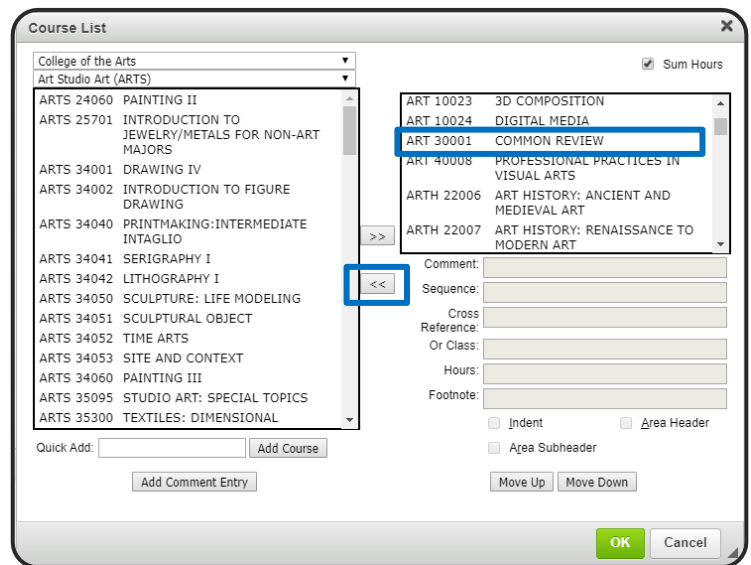 Course List
College of the Arts
Art Studio Art (ARTS)
Sum Hours
ARTS 24060 PAINTING II
ARTS 25701 INTRODUCTION TO
JEWELRY/METALS FOR NON-ART
MAJORS
ARTS 34001 DRAWING IV
ARTS 34002 INTRODUCTION TO FIGURE
DRAWING
ARTS 34040 PRINTMAKING:INTERMEDIATE
INTAGLIO
ARTS 34041 SERIGRAPHY I
ARTS 34042 LITHOGRAPHY I
ARTS 34050 SCULPTURE: LIFE MODELING
ARTS 34051 SCULPTURAL OBJECT
ARTS 34052 TIME ARTS
ARTS 34053 SITE AND CONTEXT
ARTS 34060 PAINTING III
ARTS 35095 STUDIO ART: SPECIAL TOPICS
ARTS 35300 TEXTILES: DIMENSIONAL
>>
<<
ART 10023 3D COMPOSITION
ART 10024 DIGITAL MEDIA
ART 30001 COMMON REVIEW
ART 40008 PROFESSIONAL PRACTICES IN
VISUAL ARTS
ARTH 22006 ART HISTORY: ANCIENT AND
MEDIEVAL ART
ARTH 22007 ART HISTORY: RENAISSANCE TO
MODERN ART
Comment:
Sequence:
Cross
Reference:
Or Class:
Hours:
Footnote:
Indent Area Header
Area Subheader
Quick Add: Add Course
Add Comment Entry
Move Up Move Down
OK Cancel